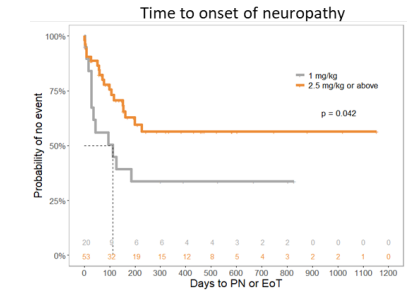 Time to onset of neuropathy
100%
75%
50%
25%
0%
Probability of no event
1 mg/kg
2.5 mg/kg or above
p = 0.042
20 6 6 4 4 3 2 2 0 0 0 0
53 32 19 15 12 8 5 4 3 2 2 1 0
0 100 200 300 400 500 600 700 800 900 1000 1100 1200
Days to PN or EoT